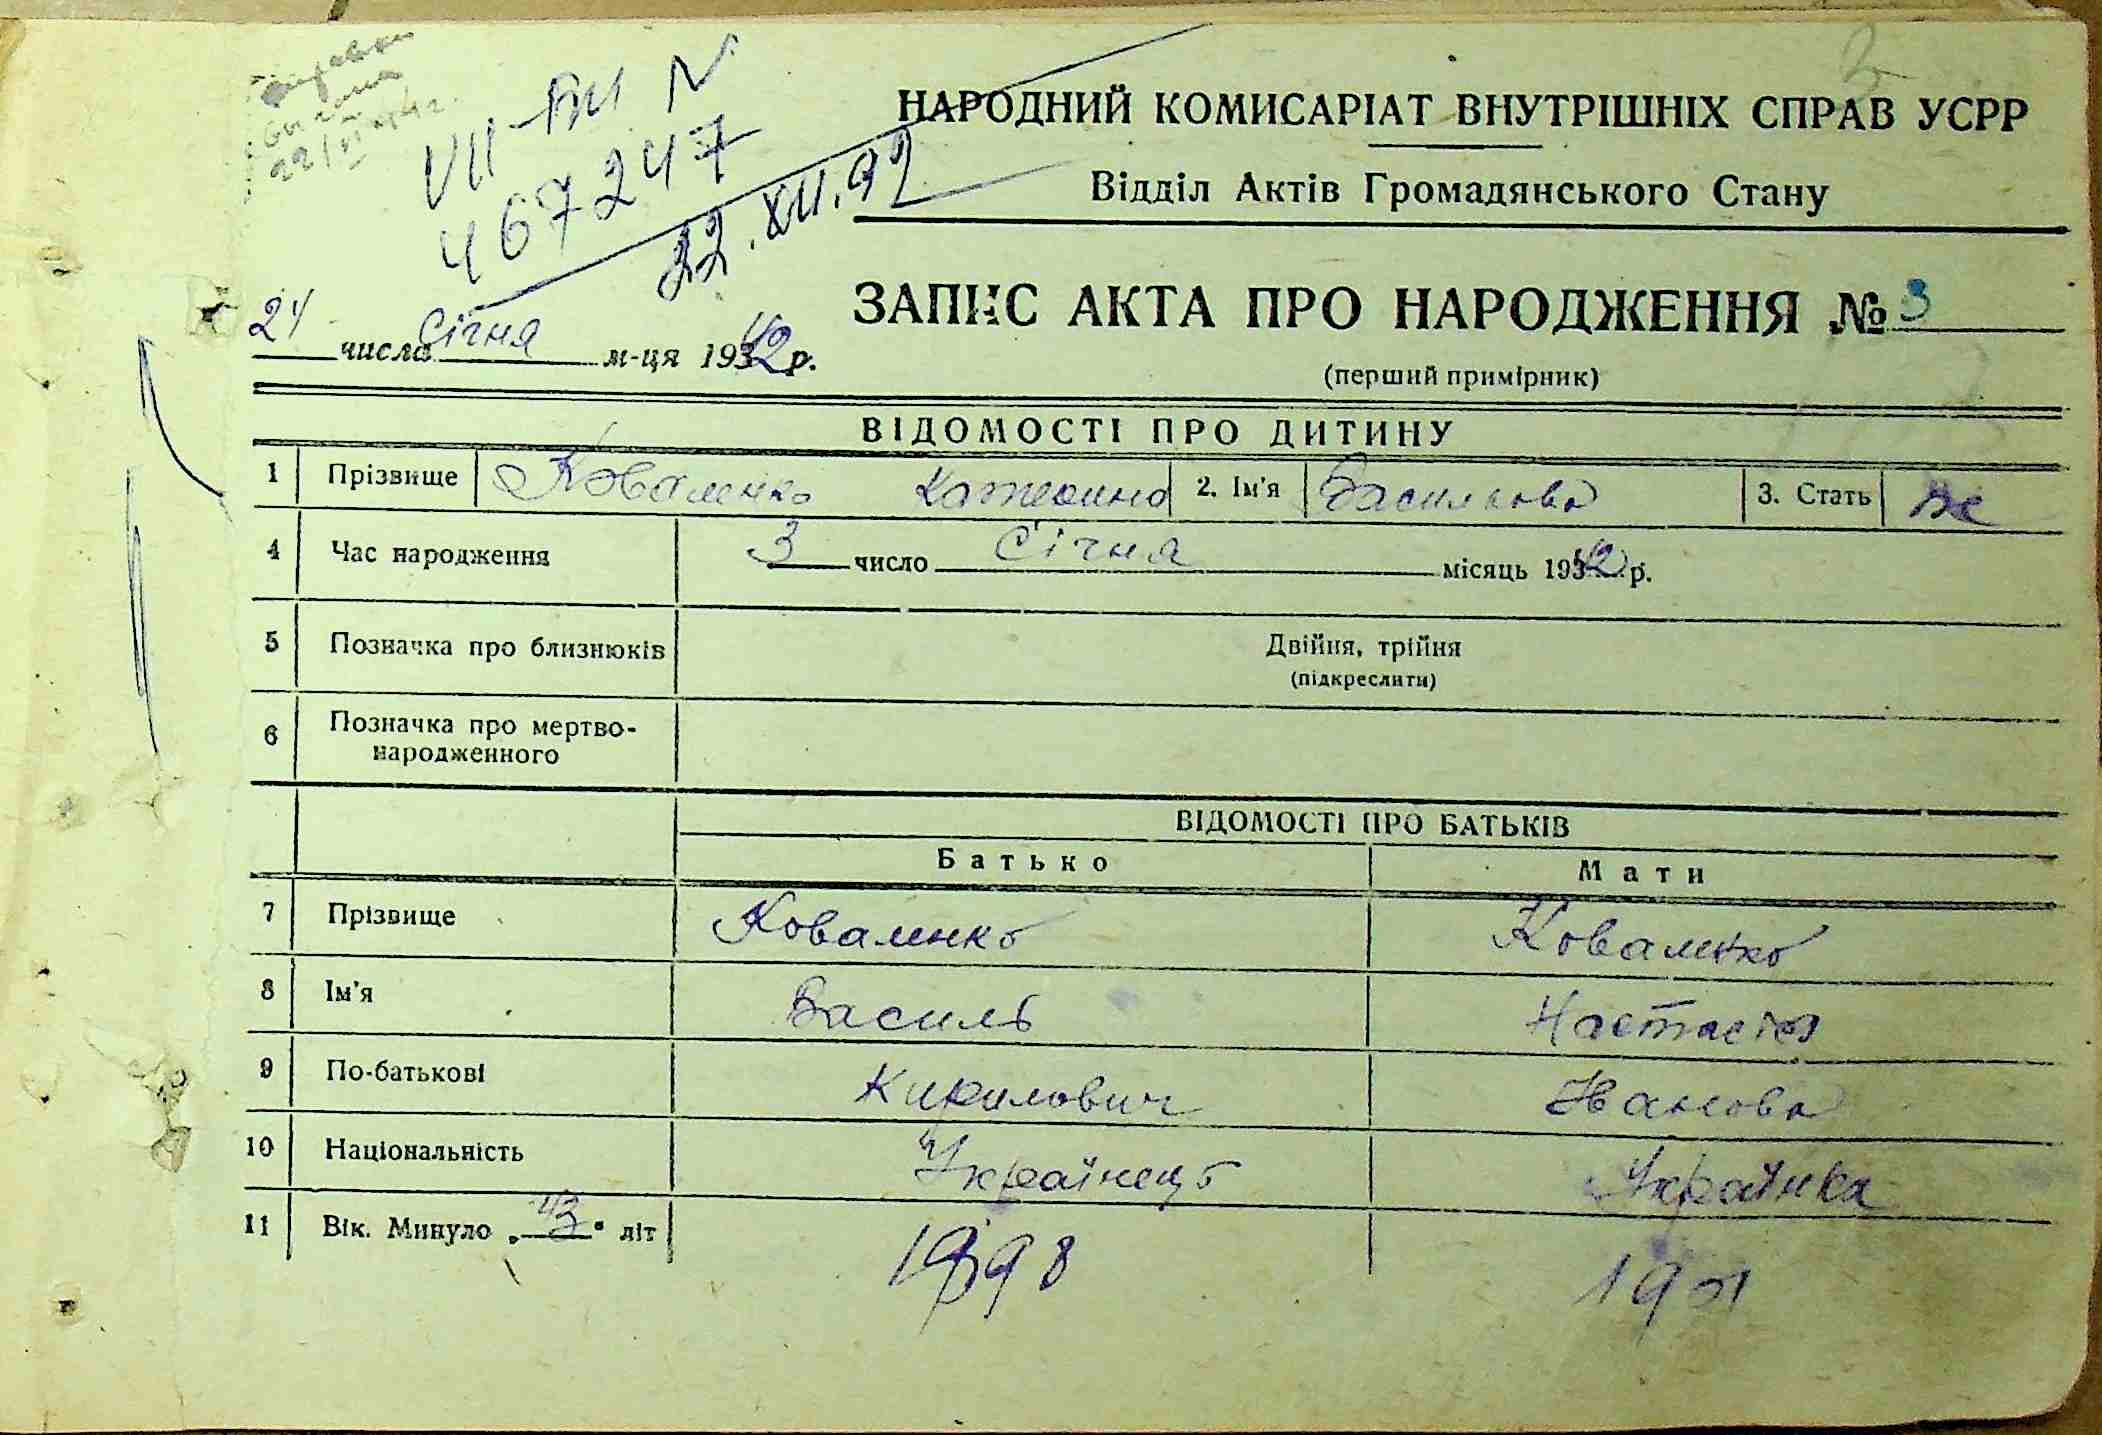 VII-БИ N
467247
22.XII.92
3
НАРОДНИЙ КОМИСАРІАТ ВНУТРІШНІХ СПРАВ УСРР
Відділ Актів Громадянського Стану
ЗАПИС АКТА ПРО НАРОДЖЕННЯ № 3
(перший примірник)
24 числа Січня м-ця 1942 р.
ВІДОМОСТІ ПРО ДИТИНУ
1 Прізвище Коваленко Катерина 2. Ім'я Василівна 3. Стать ж
4 Час народження 3 число Січня місяць 1942 р.
5 Позначка про близнюків Двійня, трійня
(підкреслити)
6 Позначка про мертво-
народженного
ВІДОМОСТІ ПРО БАТЬКІВ
Батько Мати
7 Прізвище Коваленко Коваленко
8 Ім'я Василь Настасія
9 По-батькові Кирилович Іванова
10 Національність Українець Українка
11 Вік. Минуло „43" літ 1898